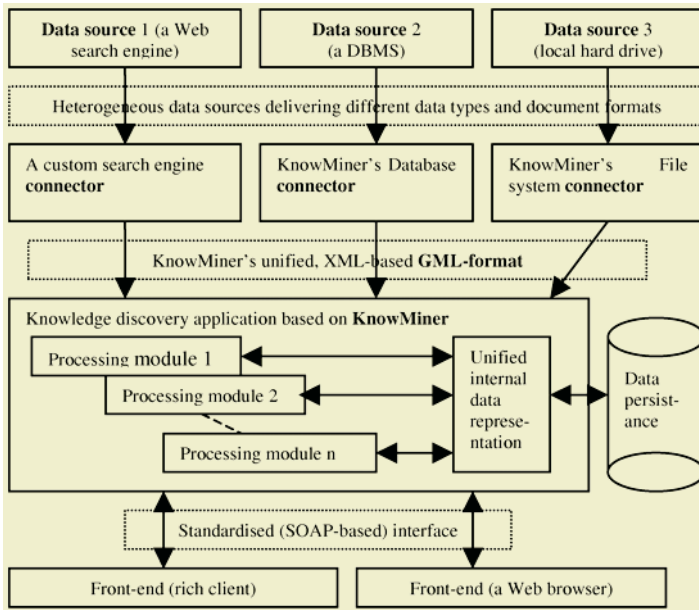 Data source 1 (a Web
search engine)
Data source 2
(a DBMS)
Data source 3
(local hard drive)
Heterogeneous data sources delivering different data types and document formats
A custom search engine
connector
KnowMiner's Database
connector
KnowMiner's File
system connector
KnowMiner's unified, XML-based GML-format
Knowledge discovery application based on KnowMiner
Processing module 1
Processing module 2
Processing module n
Unified
internal
data
represe-
ntation
Data
persist-
ance
Standardised (SOAP-based) interface
Front-end (rich client)
Front-end (a Web browser)